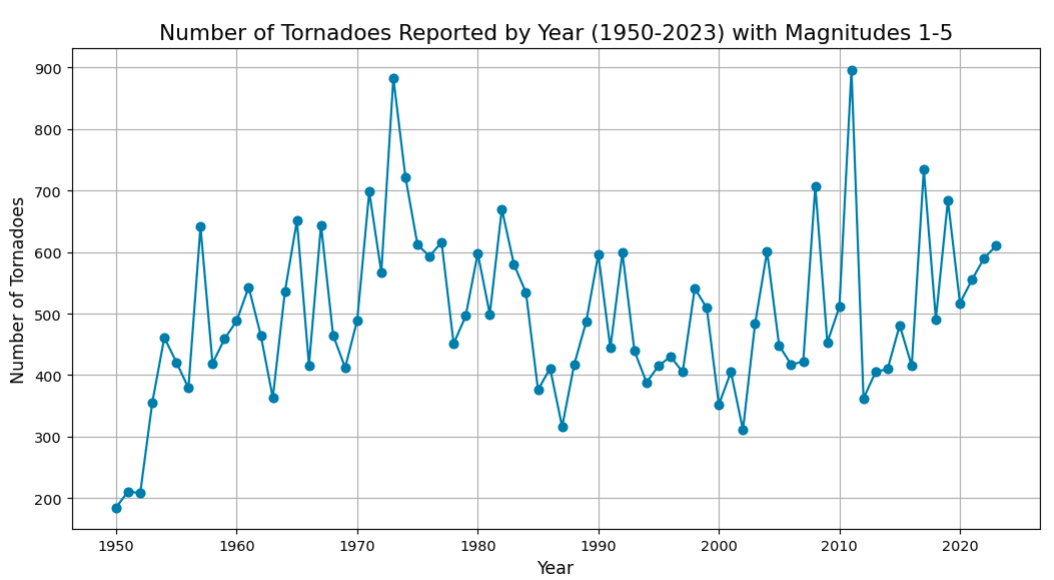 Number of Tornadoes Reported by Year (1950-2023) with Magnitudes 1-5
Number of Tornadoes
900
800
700
600
500
400
300
200
1950 1960 1970 1980 1990 2000 2010 2020
Year